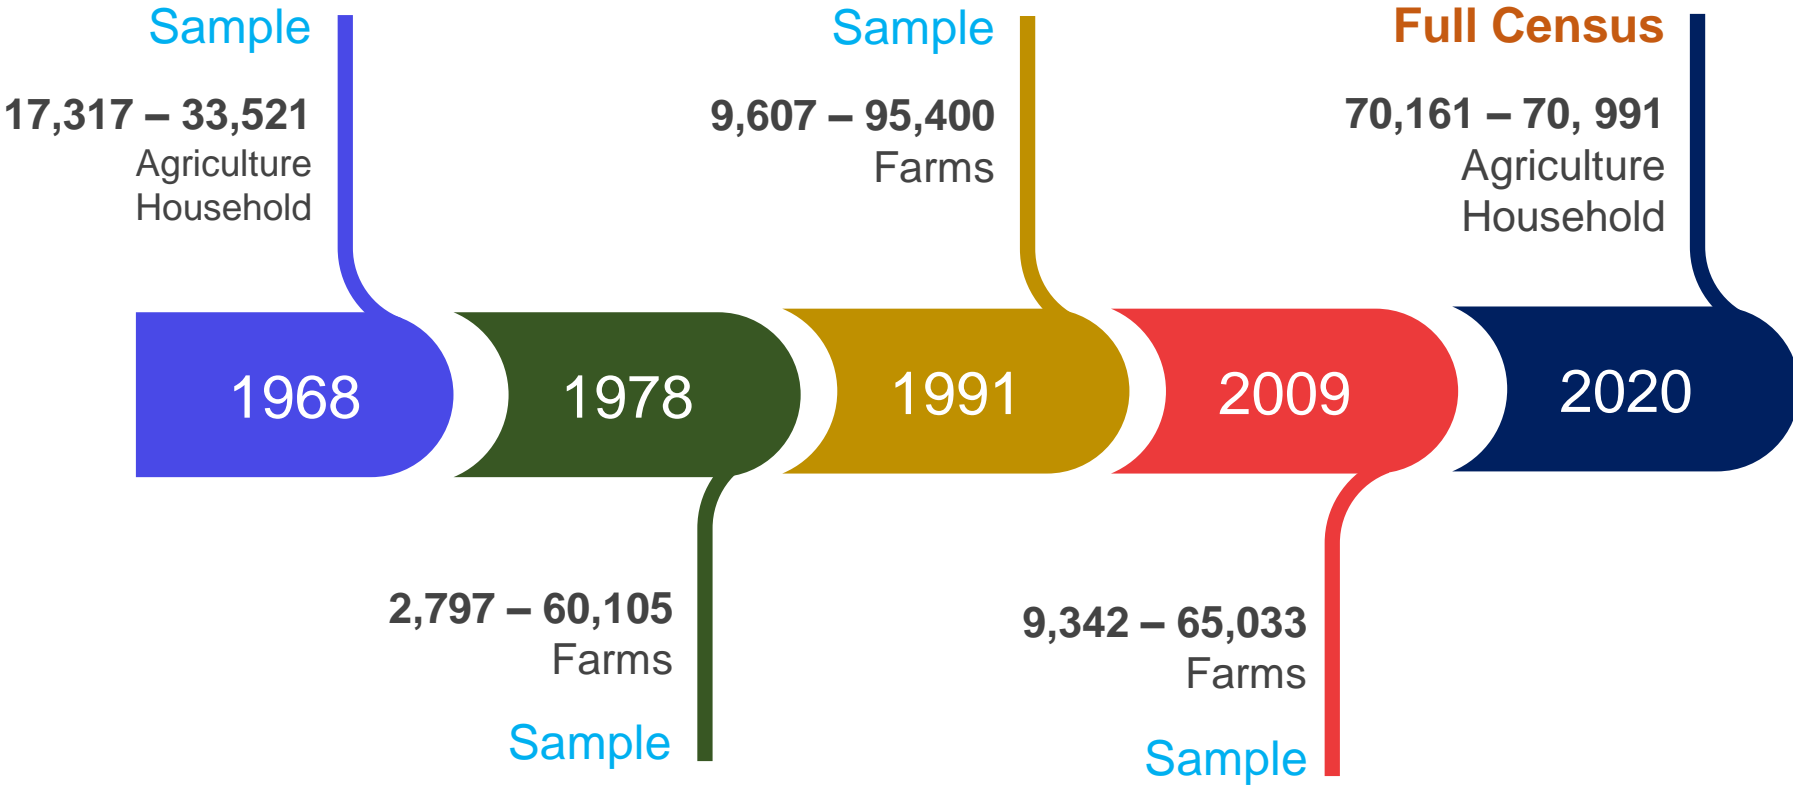 Sample
17,317 – 33,521
Agriculture
Household
Sample
9,607 – 95,400
Farms
Full Census
70,161 – 70, 991
Agriculture
Household
1968
1978
1991
2009
2020
2,797 – 60,105
Farms
Sample
9,342 – 65,033
Farms
Sample